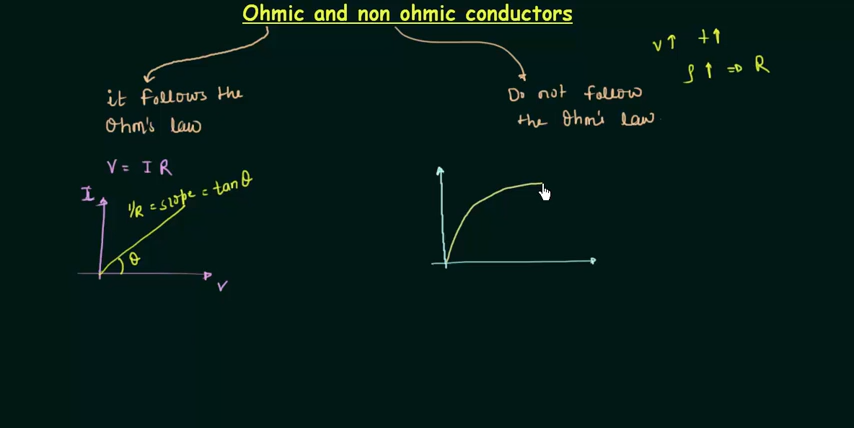 Ohmic and non ohmic conductors
it follows the
Ohm's law
V = I R
I
1/R = slope = tanθ
θ
V
Do not follow
the Ohm's law
V↑ t↑
ρ↑ ⇒ R